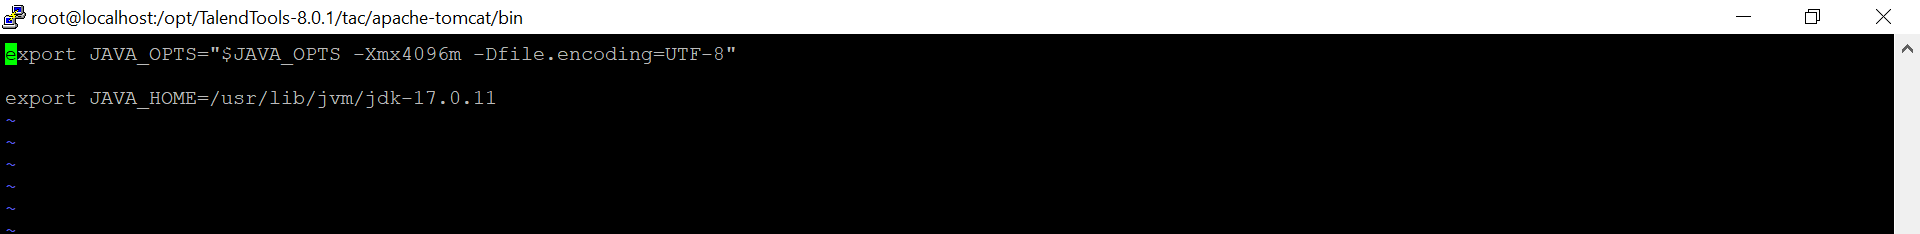 root@localhost:/opt/TalendTools-8.0.1/tac/apache-tomcat/bin
export JAVA_OPTS="$JAVA_OPTS -Xmx4096m -Dfile.encoding=UTF-8"
export JAVA_HOME=/usr/lib/jvm/jdk-17.0.11
~
~
~
~
~
~